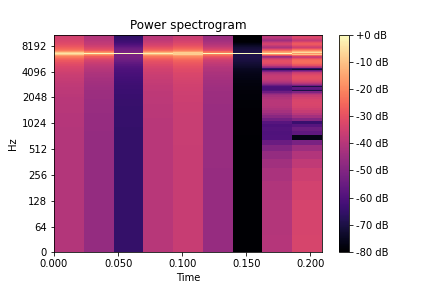 Power spectrogram
8192
4096
2048
1024
512
256
128
64
0
Hz
0.000 0.050 0.100 0.150 0.200
Time
+0 dB
-10 dB
-20 dB
-30 dB
-40 dB
-50 dB
-60 dB
-70 dB
-80 dB